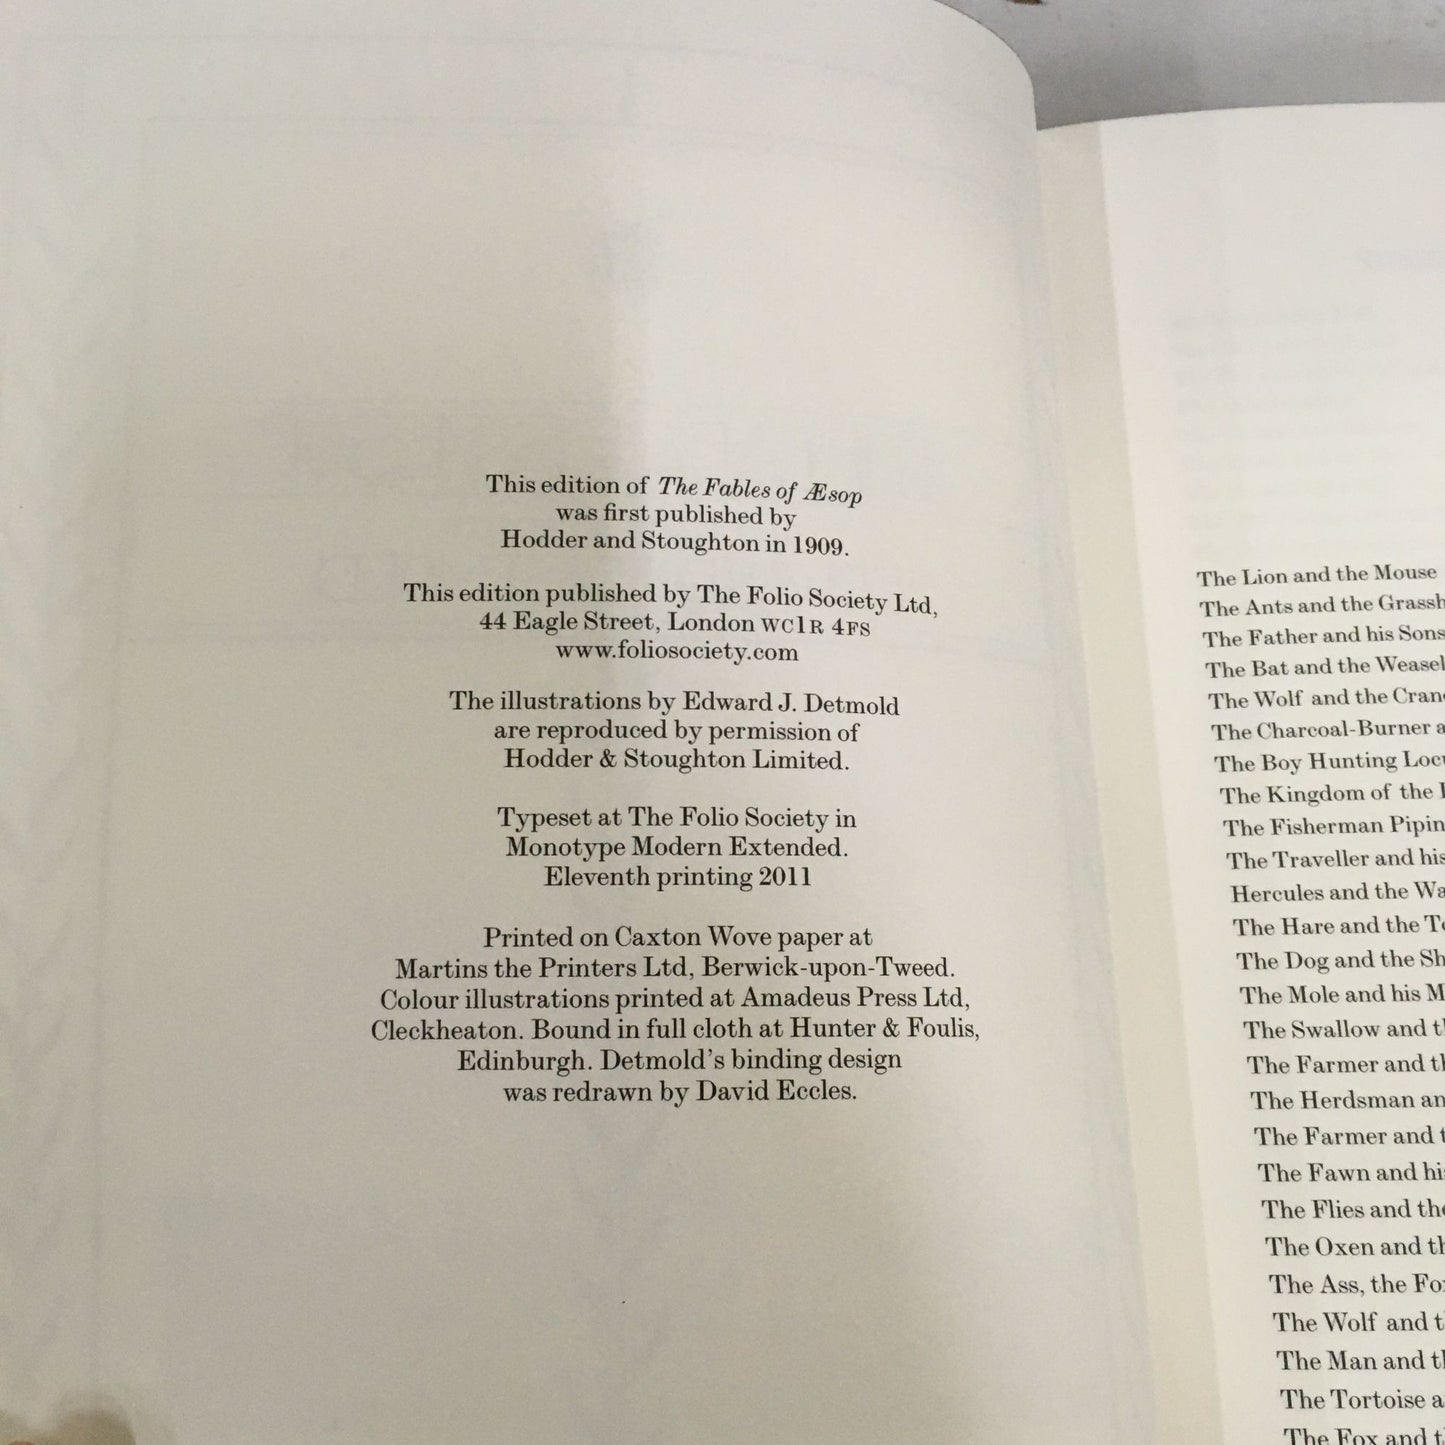 This edition of The Fables of Æsop
was first published by
Hodder and Stoughton in 1909.
This edition published by The Folio Society Ltd,
44 Eagle Street, London WC1R 4FS
www.foliosociety.com
The illustrations by Edward J. Detmold
are reproduced by permission of
Hodder & Stoughton Limited.
Typeset at The Folio Society in
Monotype Modern Extended.
Eleventh printing 2011
Printed on Caxton Wove paper at
Martins the Printers Ltd, Berwick-upon-Tweed.
Colour illustrations printed at Amadeus Press Ltd,
Cleckheaton. Bound in full cloth at Hunter & Foulis,
Edinburgh. Detmold's binding design
was redrawn by David Eccles.
The Lion and the Mouse
The Ants and the
The Father and his Sons
The Bat and the
The Wolf and the
The Charcoal-Burner
The Boy Hunting
The Kingdom of the
The Fisherman
The Traveller and his
Hercules and the
The Hare and the
The Dog and the
The Mole and his
The Swallow and
The Farmer and
The Herdsman
The Farmer and
The Fawn and
The Flies and
The Oxen and
The Ass, the
The Wolf and
The Man and
The Tortoise
The Fox and